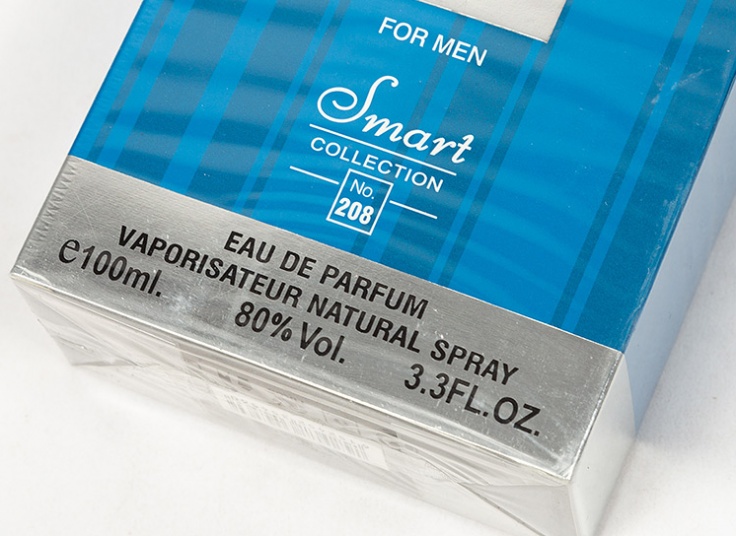 FOR MEN
Smart
COLLECTION
No.
208
EAU DE PARFUM
VAPORISATEUR NATURAL SPRAY
℮100ml. 80% Vol. 3.3FL.OZ.